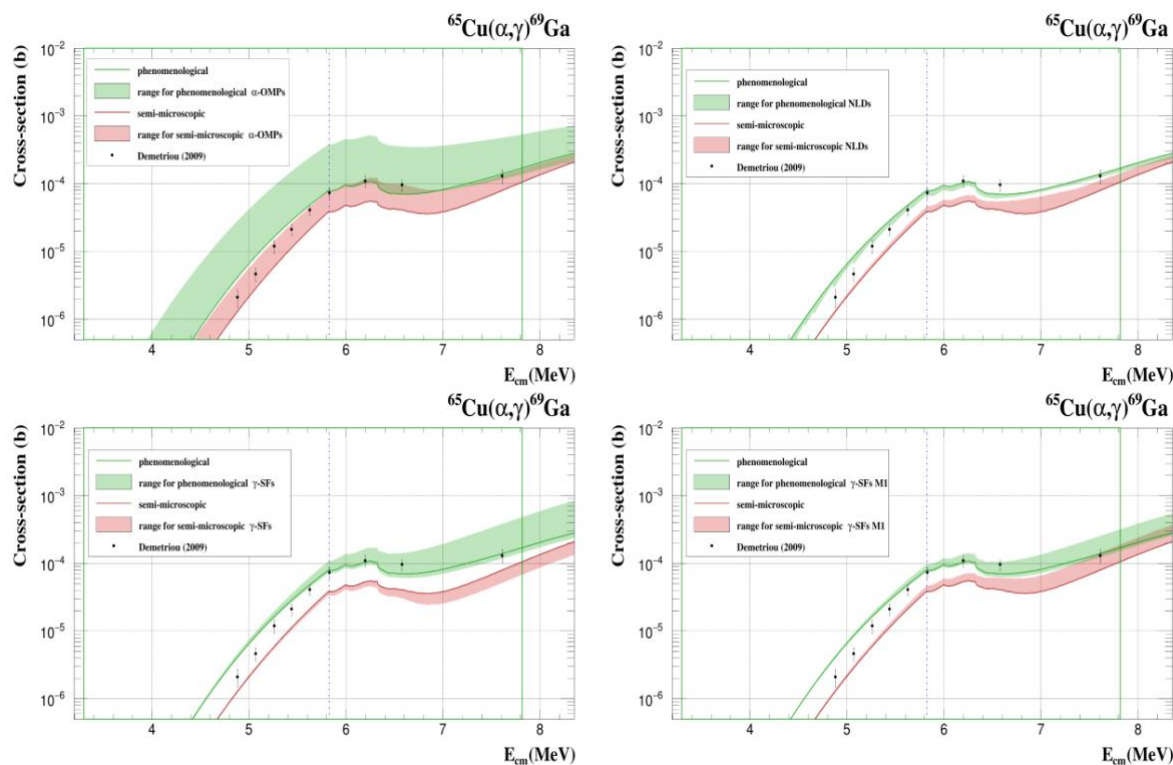 ⁶⁵Cu(α,γ)⁶⁹Ga
Cross-section (b)
10⁻²
10⁻³
10⁻⁴
10⁻⁵
10⁻⁶
phenomenological
range for phenomenological α-OMPs
semi-microscopic
range for semi-microscopic α-OMPs
Demetriou (2009)
4 5 6 7 8
E_cm(MeV)
⁶⁵Cu(α,γ)⁶⁹Ga
Cross-section (b)
10⁻²
10⁻³
10⁻⁴
10⁻⁵
10⁻⁶
phenomenological
range for phenomenological NLDs
semi-microscopic
range for semi-microscopic NLDs
Demetriou (2009)
4 5 6 7 8
E_cm(MeV)
⁶⁵Cu(α,γ)⁶⁹Ga
Cross-section (b)
10⁻²
10⁻³
10⁻⁴
10⁻⁵
10⁻⁶
phenomenological
range for phenomenological γ-SFs
semi-microscopic
range for semi-microscopic γ-SFs
Demetriou (2009)
4 5 6 7 8
E_cm(MeV)
⁶⁵Cu(α,γ)⁶⁹Ga
Cross-section (b)
10⁻²
10⁻³
10⁻⁴
10⁻⁵
10⁻⁶
phenomenological
range for phenomenological γ-SFs M1
semi-microscopic
range for semi-microscopic γ-SFs M1
Demetriou (2009)
4 5 6 7 8
E_cm(MeV)